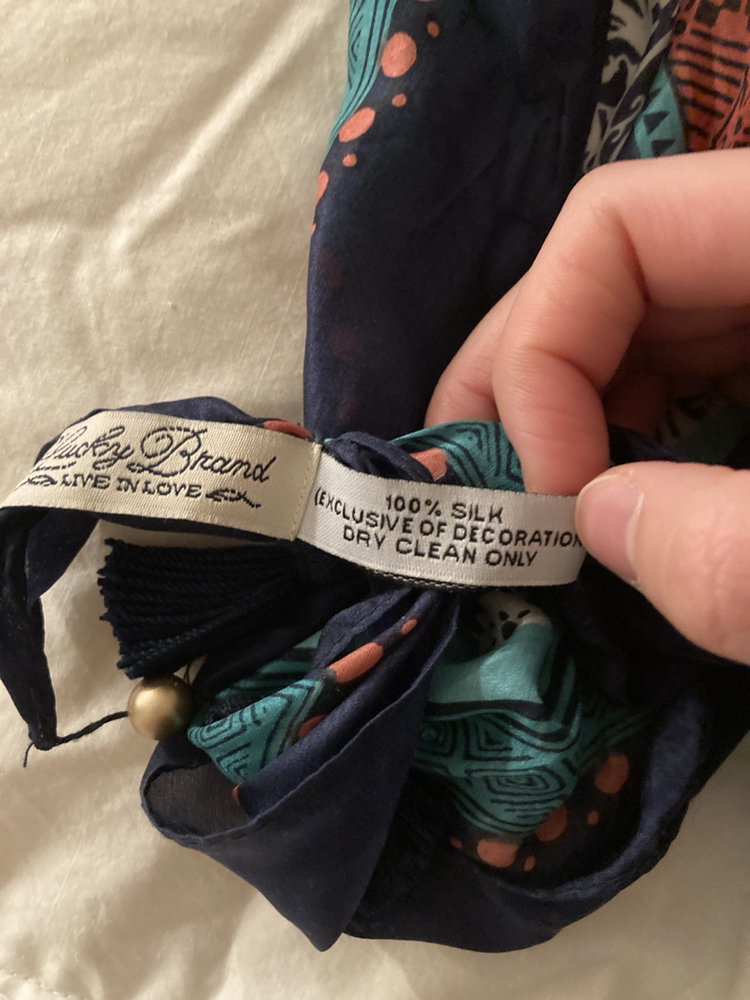 Lucky Brand
LIVE IN LOVE
100% SILK
(EXCLUSIVE OF DECORATION
DRY CLEAN ONLY